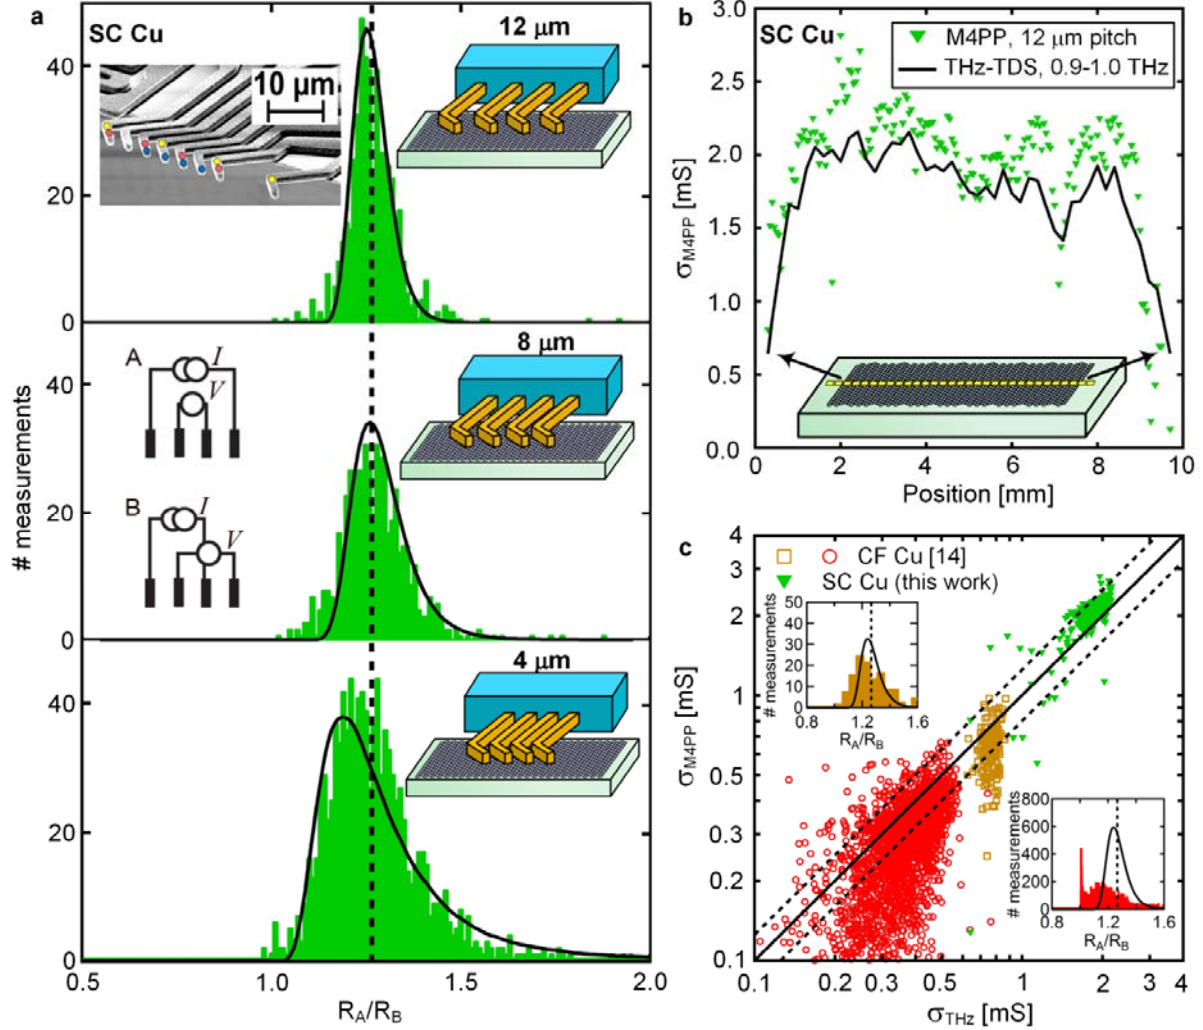 a
SC Cu
12 µm
10 µm
40
20
0
8 µm
A
I
V
B
I
V
40
20
0
# measurements
4 µm
40
20
0
0.5
1.0
1.5
2.0
R_A/R_B
b
SC Cu
M4PP, 12 µm pitch
THz-TDS, 0.9-1.0 THz
3.0
2.5
2.0
1.5
1.0
0.5
0.0
σ_M4PP [mS]
0
2
4
6
8
10
Position [mm]
c
CF Cu [14]
SC Cu (this work)
4
3
2
1
0.5
0.3
0.2
0.1
σ_M4PP [mS]
50
40
30
20
10
0
# measurements
0.8
1.2
1.6
R_A/R_B
800
600
400
200
0
# measurements
0.8
1.2
1.6
R_A/R_B
0.1
0.2
0.3
0.5
1
2
3
4
σ_THz [mS]